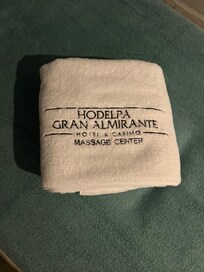 HODELPA
GRAN ALMIRANTE
HOTEL & CASINO
MASSAGE CENTER